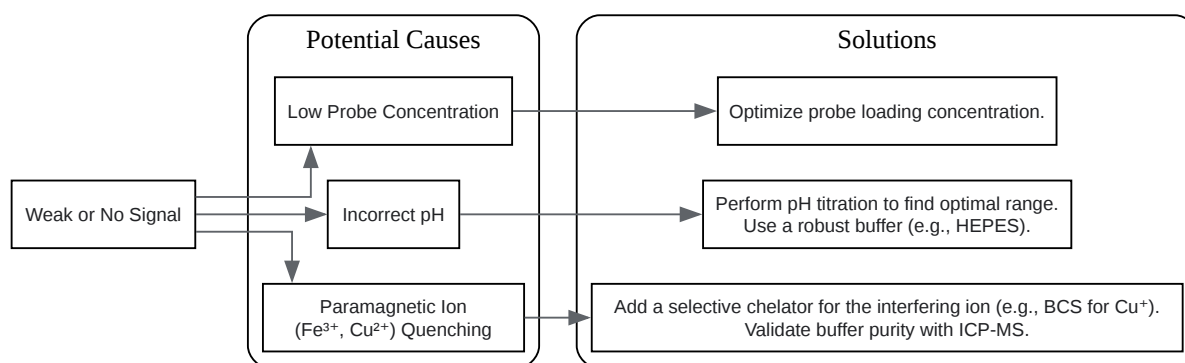 Potential Causes
Solutions
Low Probe Concentration
Optimize probe loading concentration.
Weak or No Signal
Incorrect pH
Perform pH titration to find optimal range.
Use a robust buffer (e.g., HEPES).
Paramagnetic Ion
(Fe³⁺, Cu²⁺) Quenching
Add a selective chelator for the interfering ion (e.g., BCS for Cu⁺).
Validate buffer purity with ICP-MS.